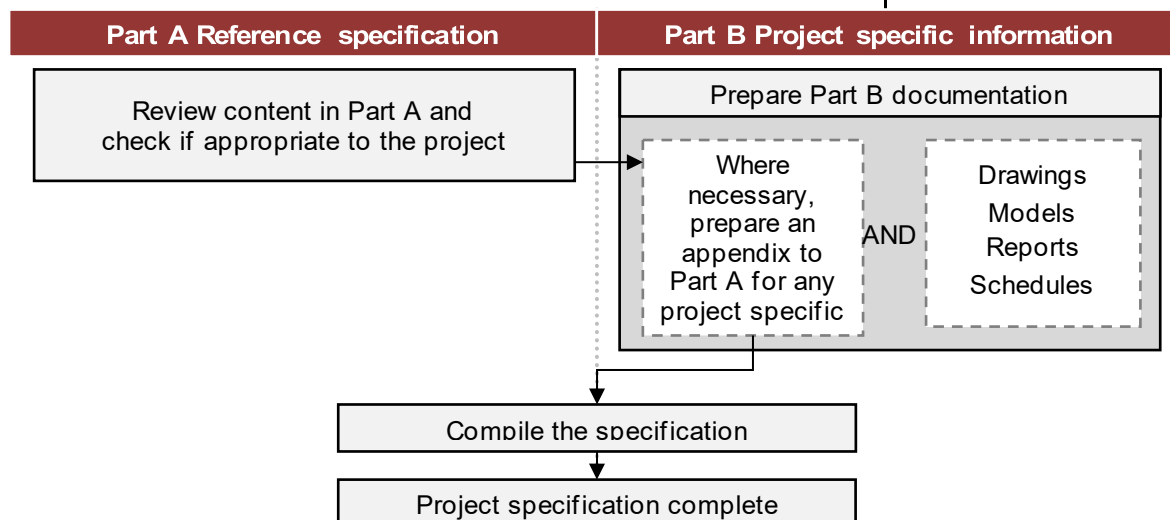 Part A Reference specification
Part B Project specific information
Review content in Part A and
check if appropriate to the project
Prepare Part B documentation
Where
necessary,
prepare an
appendix to
Part A for any
project specific
AND
Drawings
Models
Reports
Schedules
Compile the specification
Project specification complete